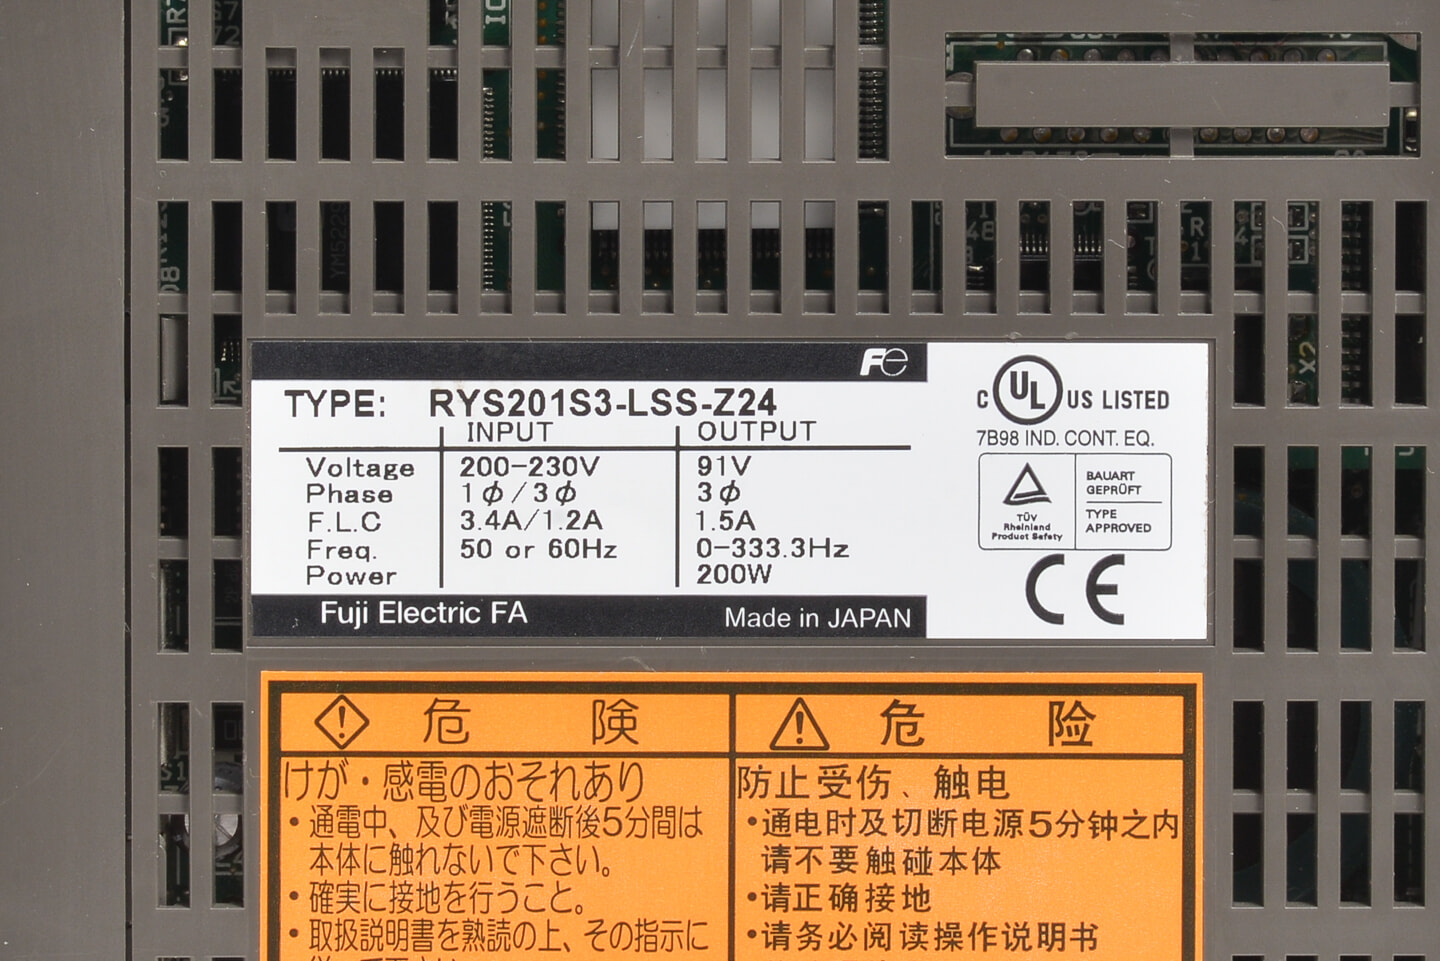 Fe
TYPE: RYS201S3-LSS-Z24
INPUT OUTPUT
Voltage 200-230V 91V
Phase 1φ/3φ 3φ
F.L.C 3.4A/1.2A 1.5A
Freq. 50 or 60Hz 0-333.3Hz
Power 200W
Fuji Electric FA Made in JAPAN
C UL US LISTED
7B98 IND. CONT. EQ.
TÜV
Rheinland
Product Safety
BAUART
GEPRÜFT
TYPE
APPROVED
CE
危 険
けが・感電のおそれあり
・通電中、及び電源遮断後5分間は
本体に触れないで下さい。
・確実に接地を行うこと。
・取扱説明書を熟読の上、その指示に
危 险
防止受伤、触电
・通电时及切断电源5分钟之内
请不要触碰本体
・请正确接地
・请务必阅读操作说明书
X2